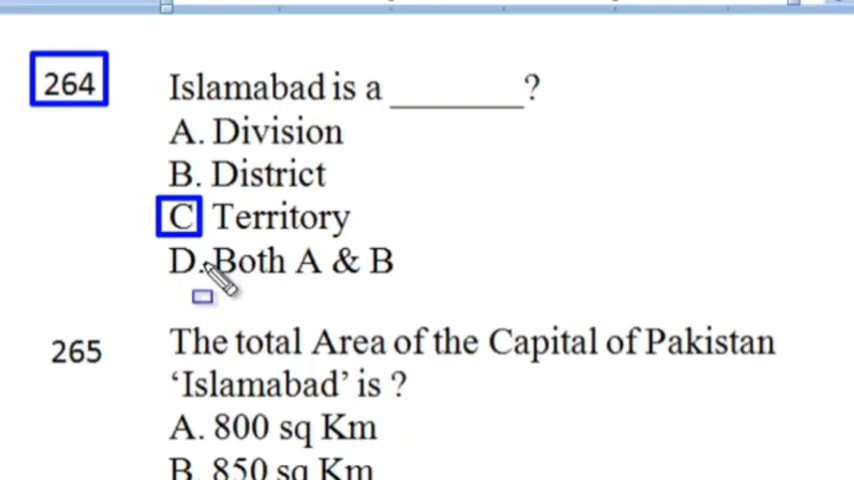 264 Islamabad is a ________?
A. Division
B. District
C Territory
D. Both A & B
265 The total Area of the Capital of Pakistan
‘Islamabad’ is ?
A. 800 sq Km
B. 850 sq Km